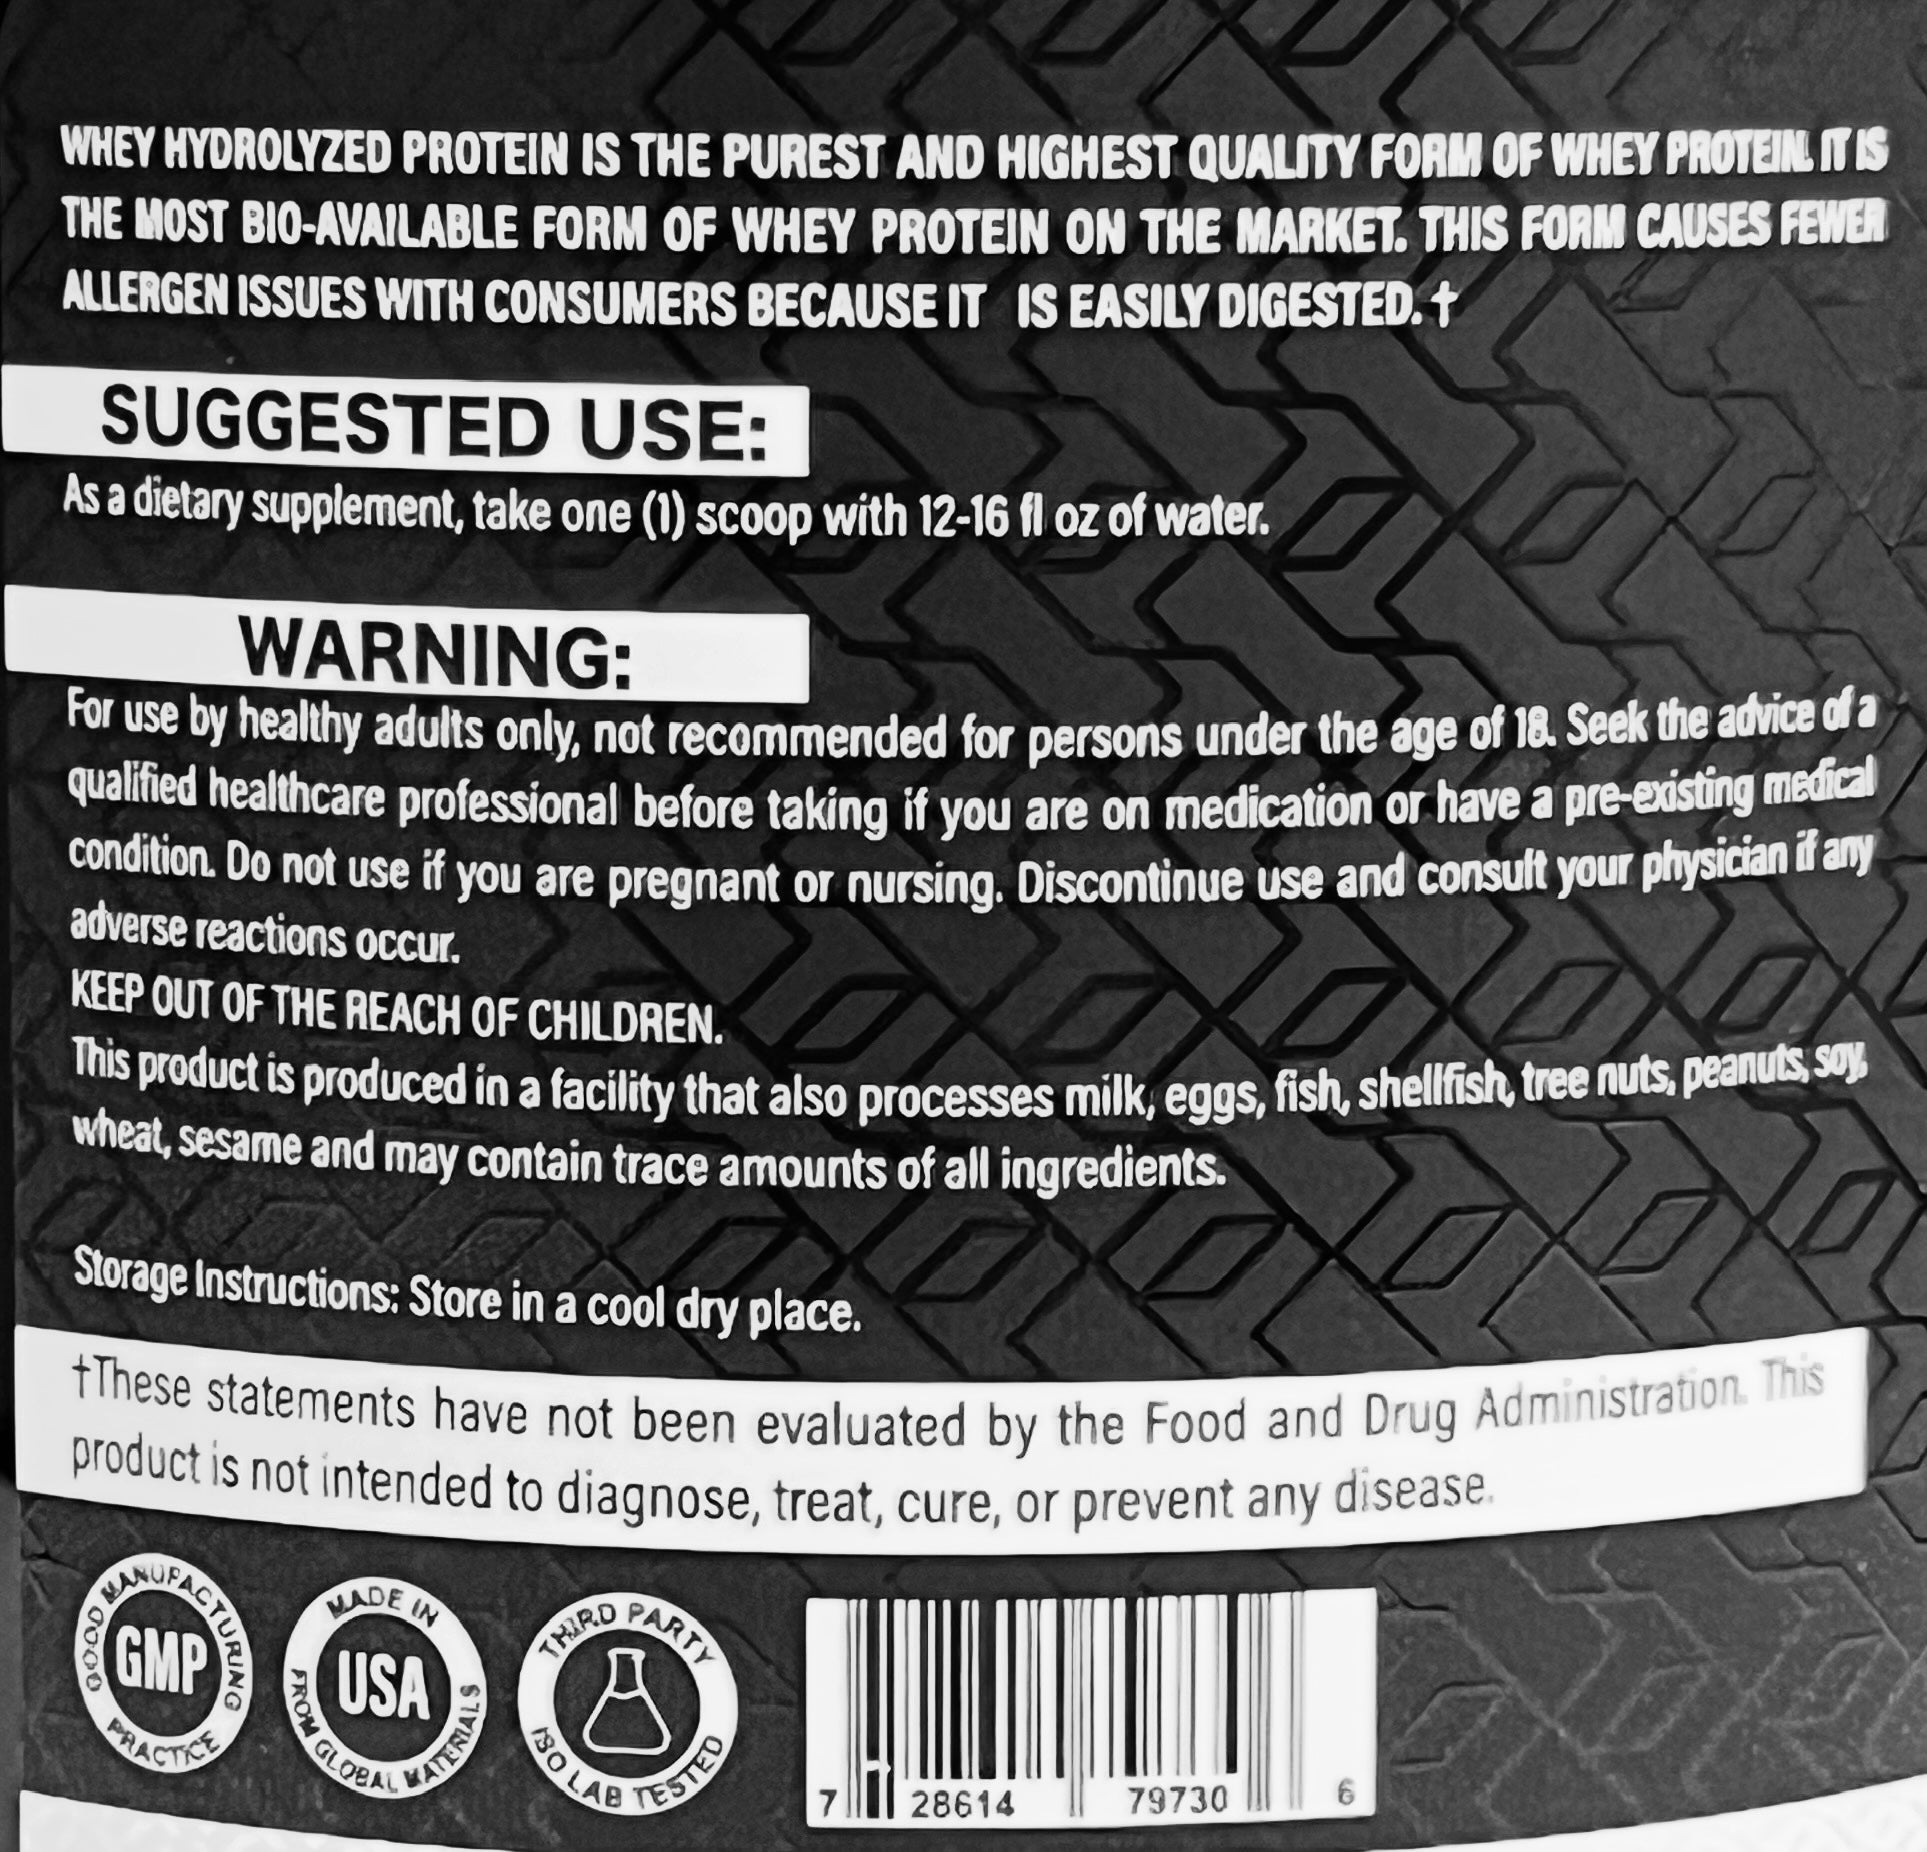 WHEY HYDROLYZED PROTEIN IS THE PUREST AND HIGHEST QUALITY FORM OF WHEY PROTEIN. IT IS
THE MOST BIO-AVAILABLE FORM OF WHEY PROTEIN ON THE MARKET. THIS FORM CAUSES FEWER
ALLERGEN ISSUES WITH CONSUMERS BECAUSE IT IS EASILY DIGESTED.†
SUGGESTED USE:
As a dietary supplement, take one (1) scoop with 12-16 fl oz of water.
WARNING:
For use by healthy adults only, not recommended for persons under the age of 18. Seek the advice of a
qualified healthcare professional before taking if you are on medication or have a pre-existing medical
condition. Do not use if you are pregnant or nursing. Discontinue use and consult your physician if any
adverse reactions occur.
KEEP OUT OF THE REACH OF CHILDREN.
This product is produced in a facility that also processes milk, eggs, fish, shellfish, tree nuts, peanuts, soy,
wheat, sesame and may contain trace amounts of all ingredients.
Storage Instructions: Store in a cool dry place.
†These statements have not been evaluated by the Food and Drug Administration. This
product is not intended to diagnose, treat, cure, or prevent any disease.
GOOD MANUFACTURING
GMP
PRACTICE
MADE IN
USA
FROM GLOBAL MATERIALS
THIRD PARTY
ISO LAB TESTED
7 28614 79730 6